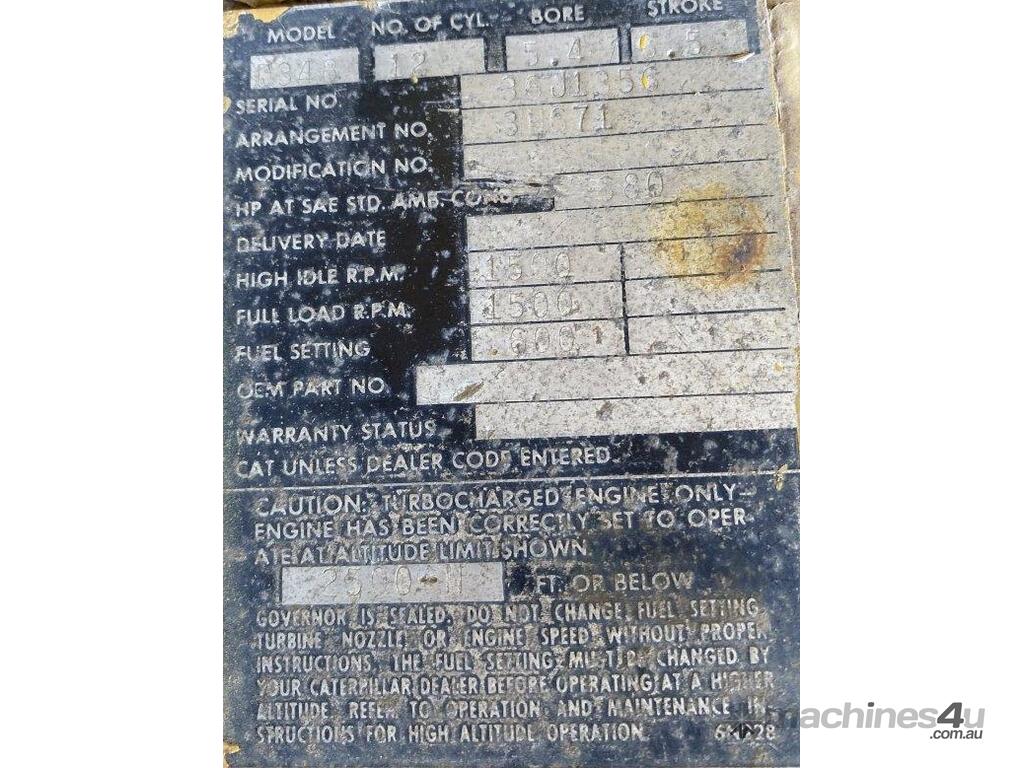 MODEL NO. OF CYL. BORE STROKE
12 5.4 6.5
SERIAL NO. 36J1356
ARRANGEMENT NO.
MODIFICATION NO.
HP AT SAE STD. AMB. COND.
DELIVERY DATE
HIGH IDLE R.P.M. 1590
FULL LOAD R.P.M. 1500
FUEL SETTING
OEM PART NO.
WARRANTY STATUS
CAT UNLESS DEALER CODE ENTERED
CAUTION: TURBOCHARGED ENGINE ONLY—
ENGINE HAS BEEN CORRECTLY SET TO OPER-
ATE AT ALTITUDE LIMIT SHOWN
FT. OR BELOW
GOVERNOR IS SEALED. DO NOT CHANGE FUEL SETTING,
TURBINE NOZZLE OR ENGINE SPEED WITHOUT PROPER
INSTRUCTIONS. THE FUEL SETTING MUST BE CHANGED BY
YOUR CATERPILLAR DEALER BEFORE OPERATING AT A HIGHER
ALTITUDE. REFER TO OPERATION AND MAINTENANCE IN-
STRUCTIONS FOR HIGH ALTITUDE OPERATION.
machines4u
.com.au